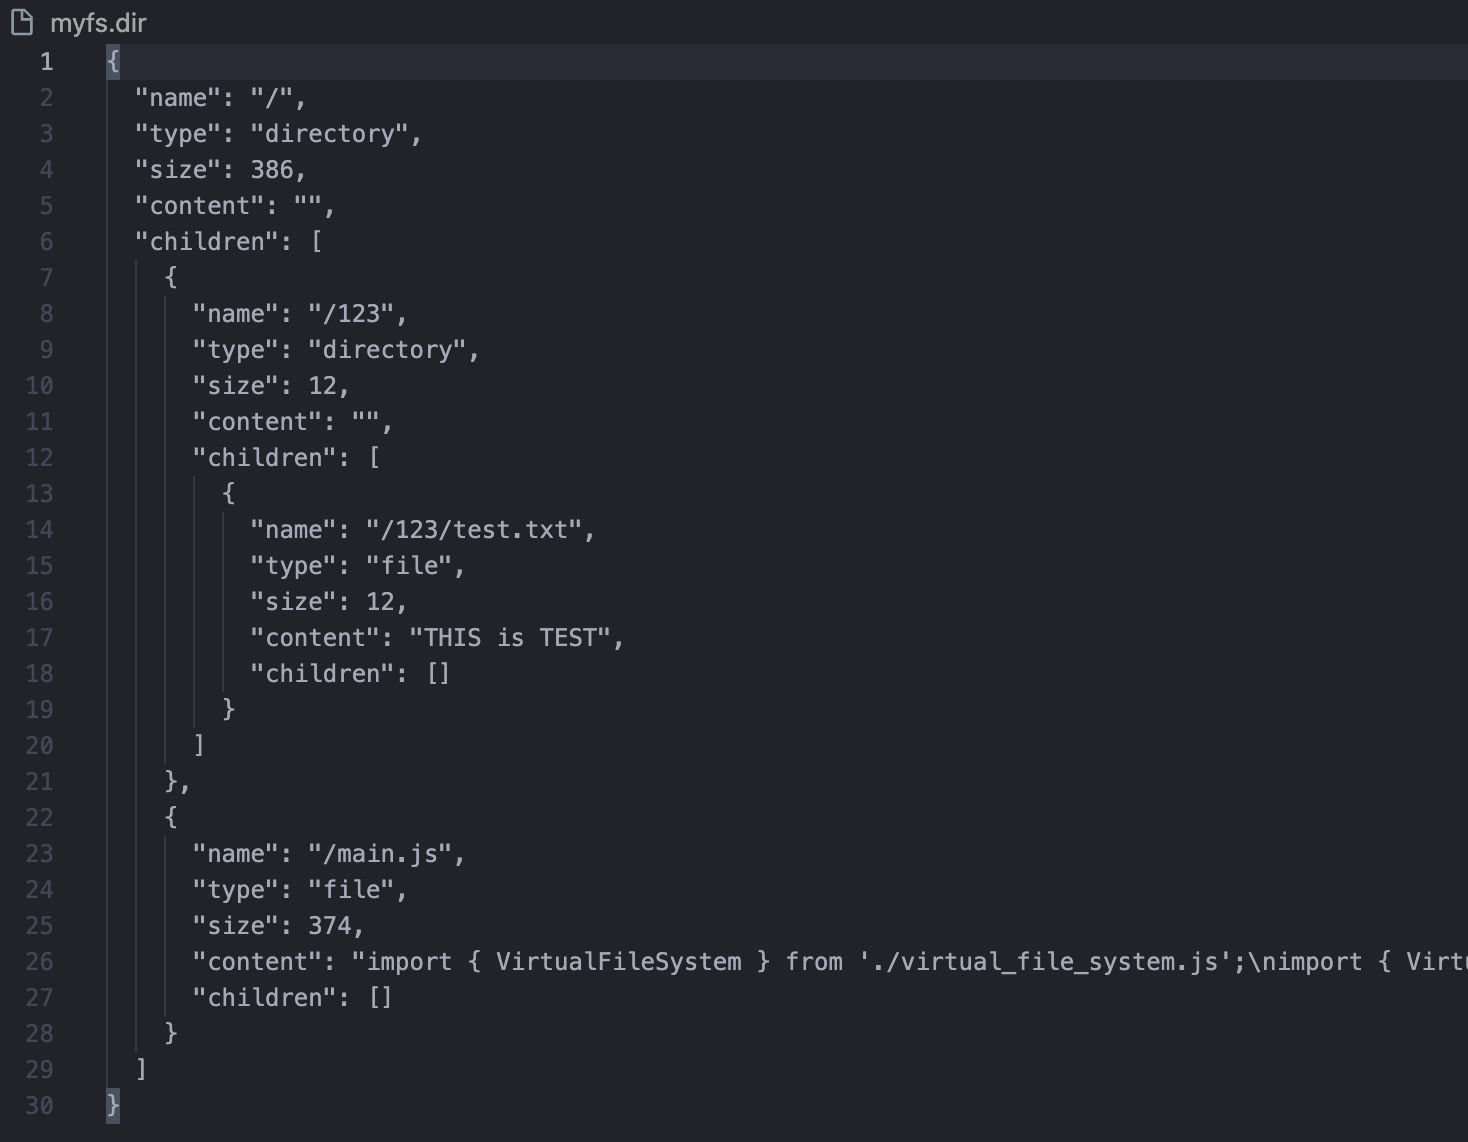 myfs.dir
1 {
2 "name": "/",
3 "type": "directory",
4 "size": 386,
5 "content": "",
6 "children": [
7 {
8 "name": "/123",
9 "type": "directory",
10 "size": 12,
11 "content": "",
12 "children": [
13 {
14 "name": "/123/test.txt",
15 "type": "file",
16 "size": 12,
17 "content": "THIS is TEST",
18 "children": []
19 }
20 ]
21 },
22 {
23 "name": "/main.js",
24 "type": "file",
25 "size": 374,
26 "content": "import { VirtualFileSystem } from './virtual_file_system.js';\nimport { Virt
27 "children": []
28 }
29 ]
30 }